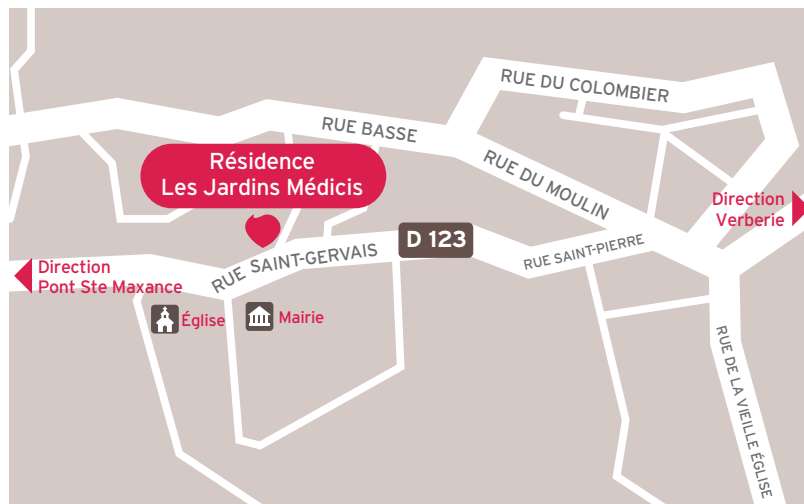 RUE DU COLOMBIER
RUE BASSE
Résidence
Les Jardins Médicis
RUE DU MOULIN
Direction
Verberie
D 123
RUE SAINT-GERVAIS
RUE SAINT-PIERRE
Direction
Pont Ste Maxance
Église
Mairie
RUE DE LA VIEILLE ÉGLISE